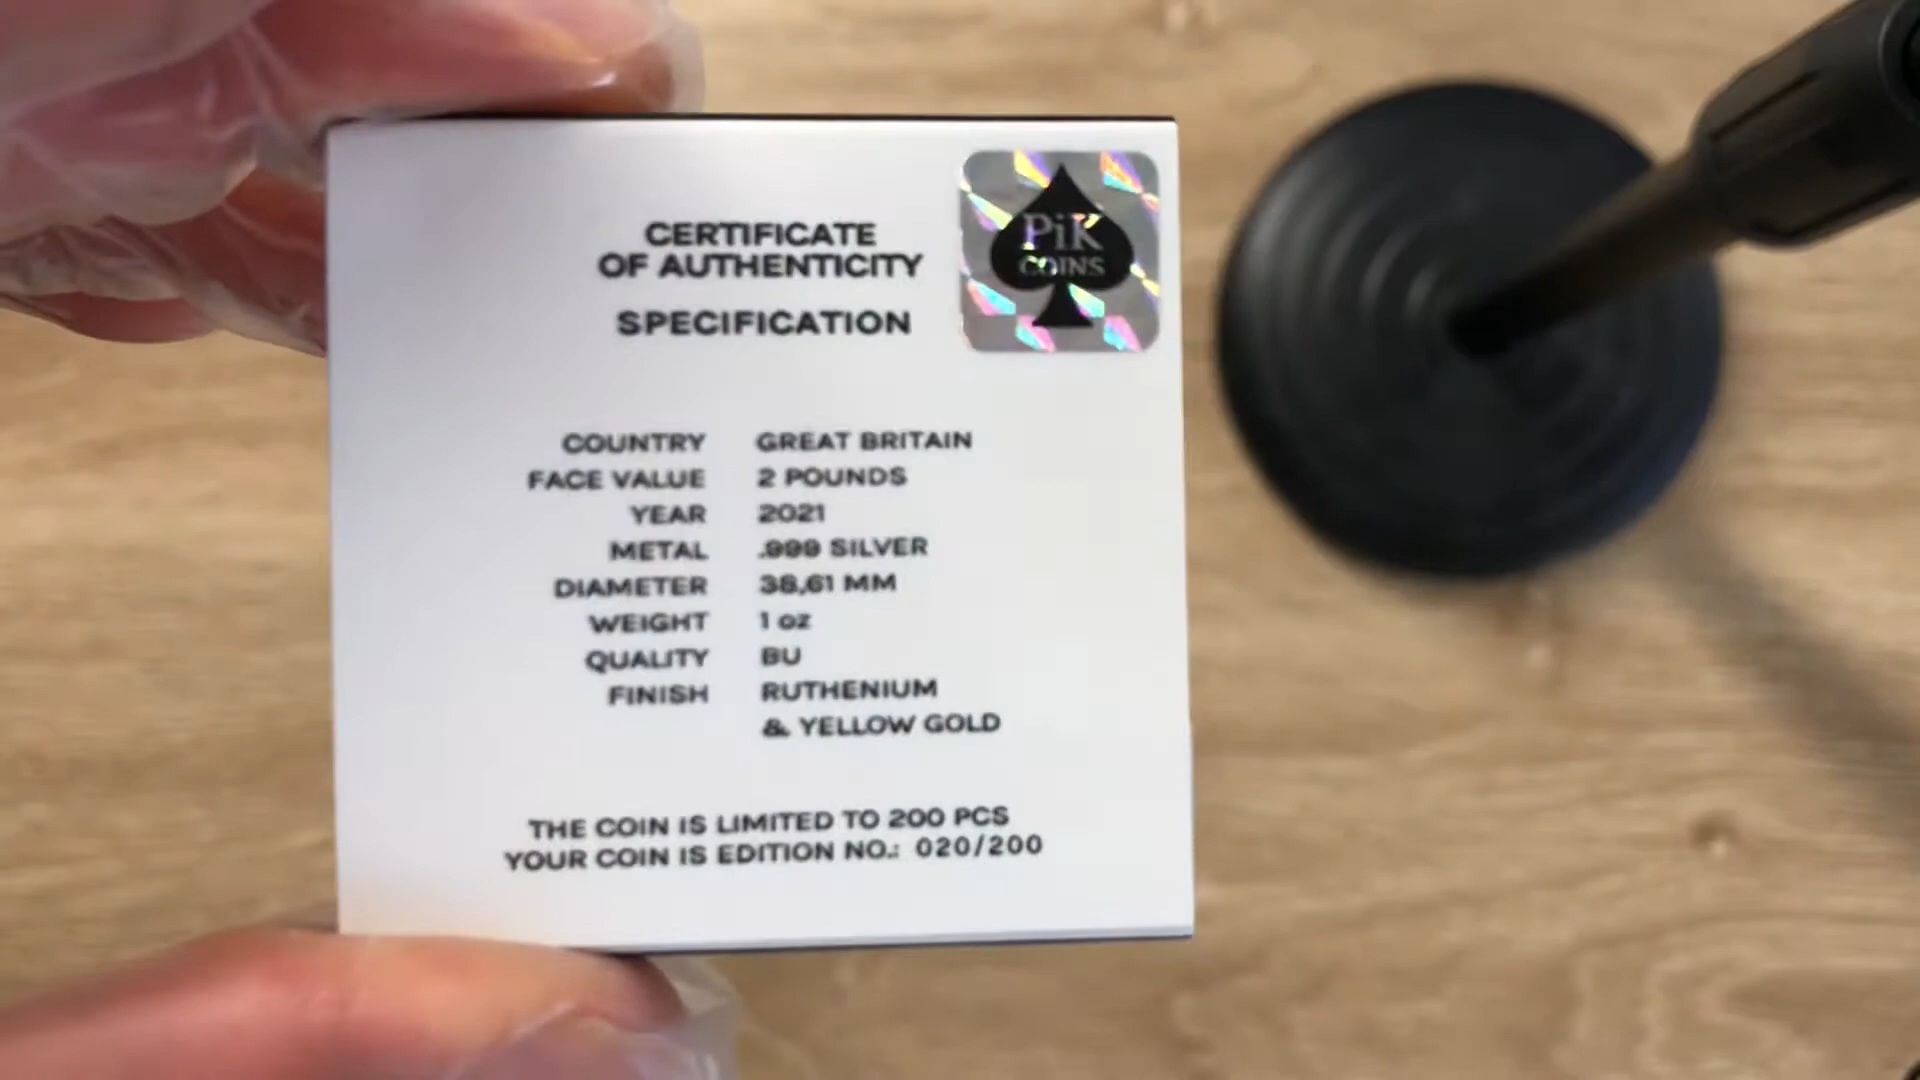 CERTIFICATE
OF AUTHENTICITY
SPECIFICATION
PiK
COINS
COUNTRY GREAT BRITAIN
FACE VALUE 2 POUNDS
YEAR 2021
METAL .999 SILVER
DIAMETER 38,61 MM
WEIGHT 1 oz
QUALITY BU
FINISH RUTHENIUM
& YELLOW GOLD
THE COIN IS LIMITED TO 200 PCS
YOUR COIN IS EDITION NO.: 020/200